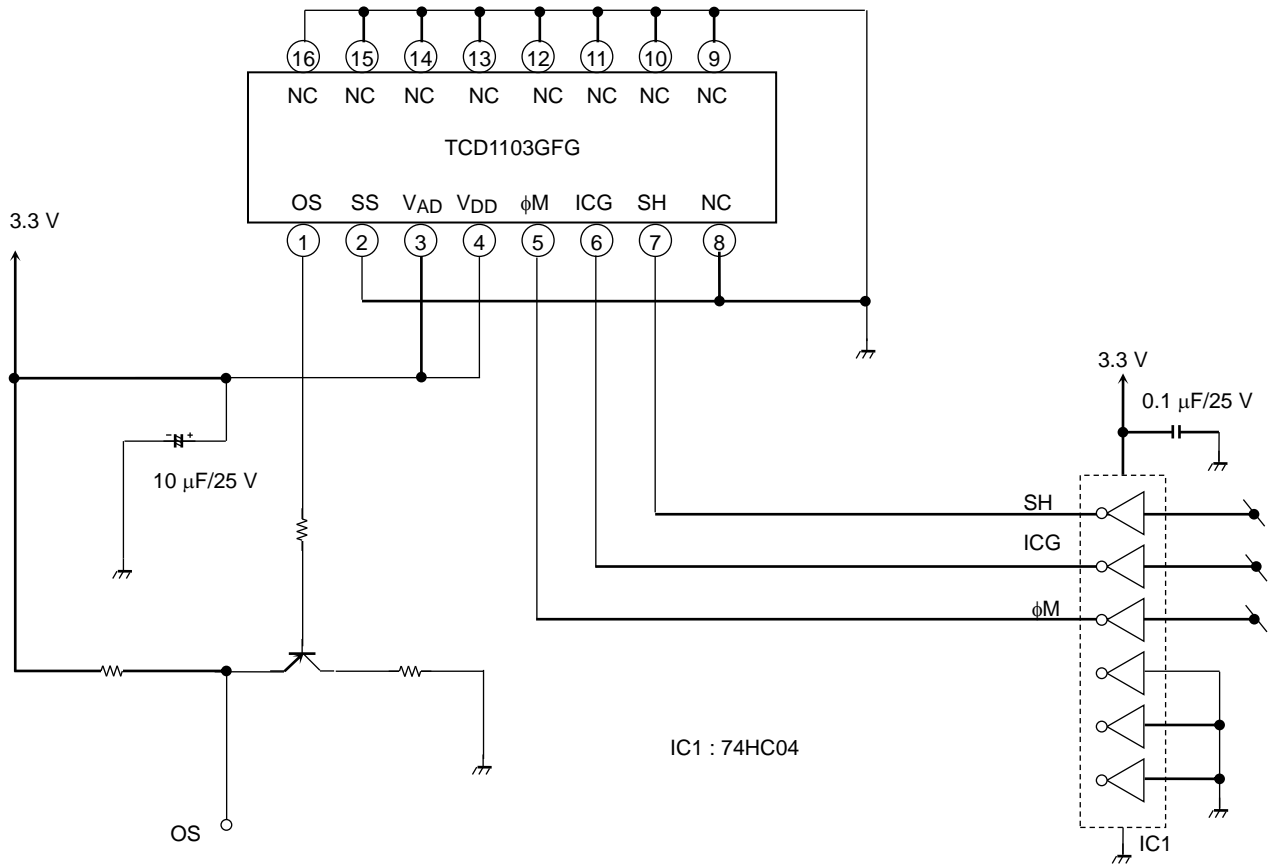 16 15 14 13 12 11 10 9
NC NC NC NC NC NC NC NC
TCD1103GFG
OS SS VAD VDD ϕM ICG SH NC
1 2 3 4 5 6 7 8
3.3 V
3.3 V
0.1 μF/25 V
- +
10 μF/25 V
SH
ICG
ϕM
IC1 : 74HC04
OS
IC1